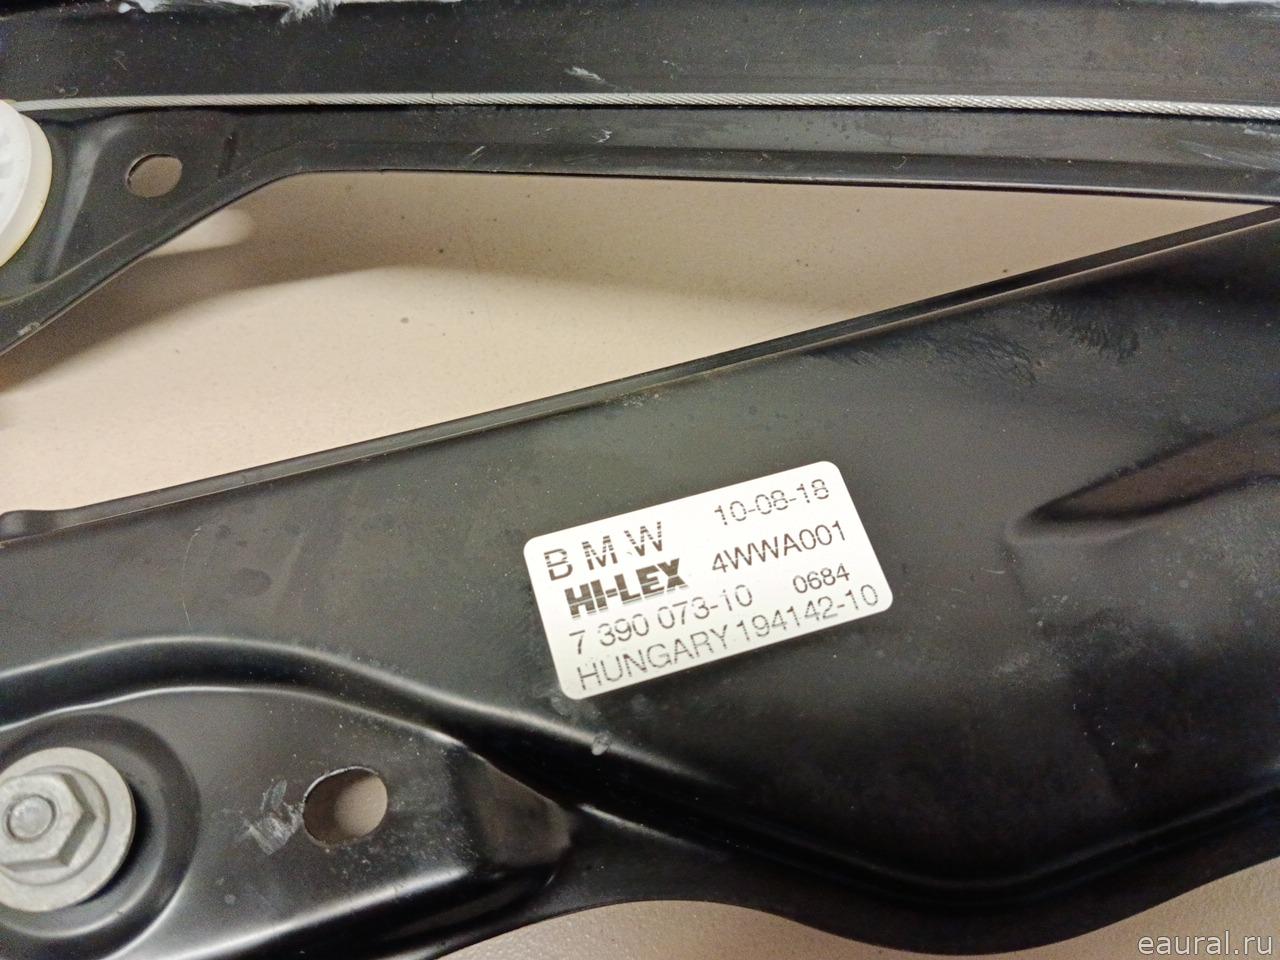 BMW 10-08-18
HI-LEX 4WWA001
7 390 073-10 0684
HUNGARY 194142-10
eaural.ru